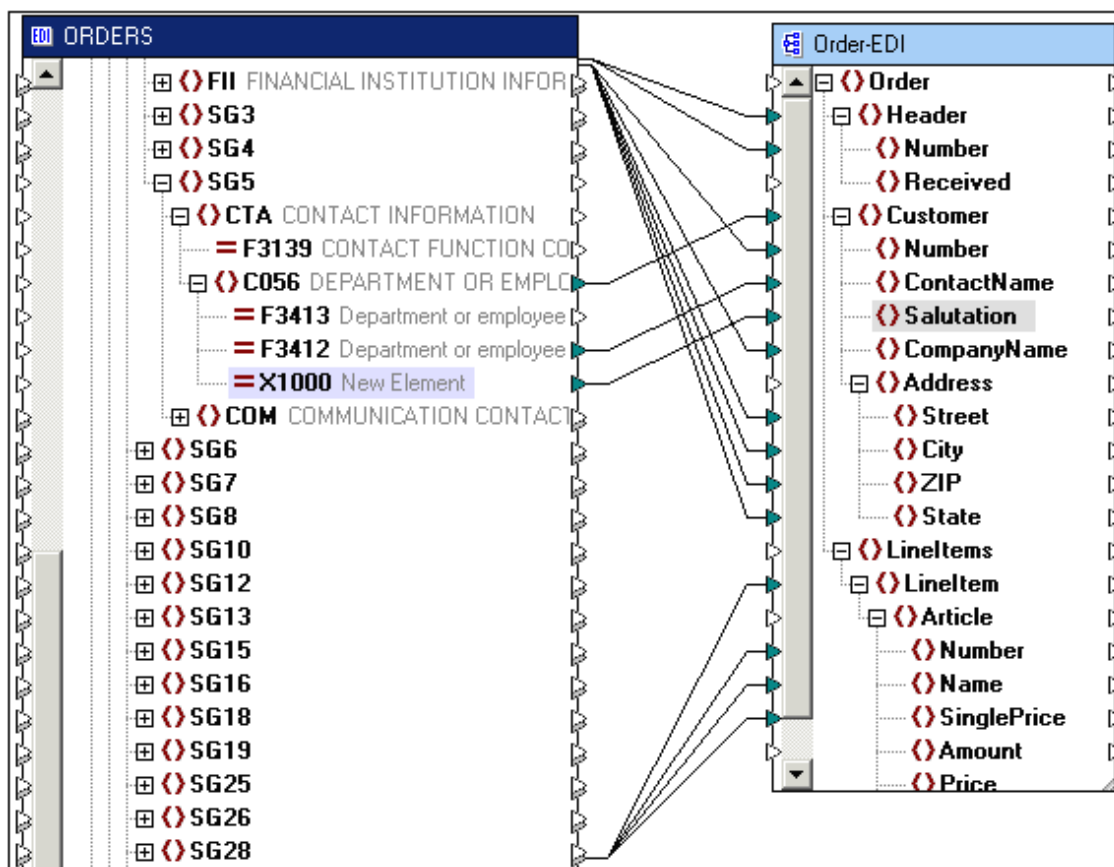 EDI ORDERS
FII FINANCIAL INSTITUTION INFOR
SG3
SG4
SG5
CTA CONTACT INFORMATION
F3139 CONTACT FUNCTION CO
C056 DEPARTMENT OR EMPLO
F3413 Department or employee
F3412 Department or employee
X1000 New Element
COM COMMUNICATION CONTACT
SG6
SG7
SG8
SG10
SG12
SG13
SG15
SG16
SG18
SG19
SG25
SG26
SG28
Order-EDI
Order
Header
Number
Received
Customer
Number
ContactName
Salutation
CompanyName
Address
Street
City
ZIP
State
LineItems
LineItem
Article
Number
Name
SinglePrice
Amount
Price